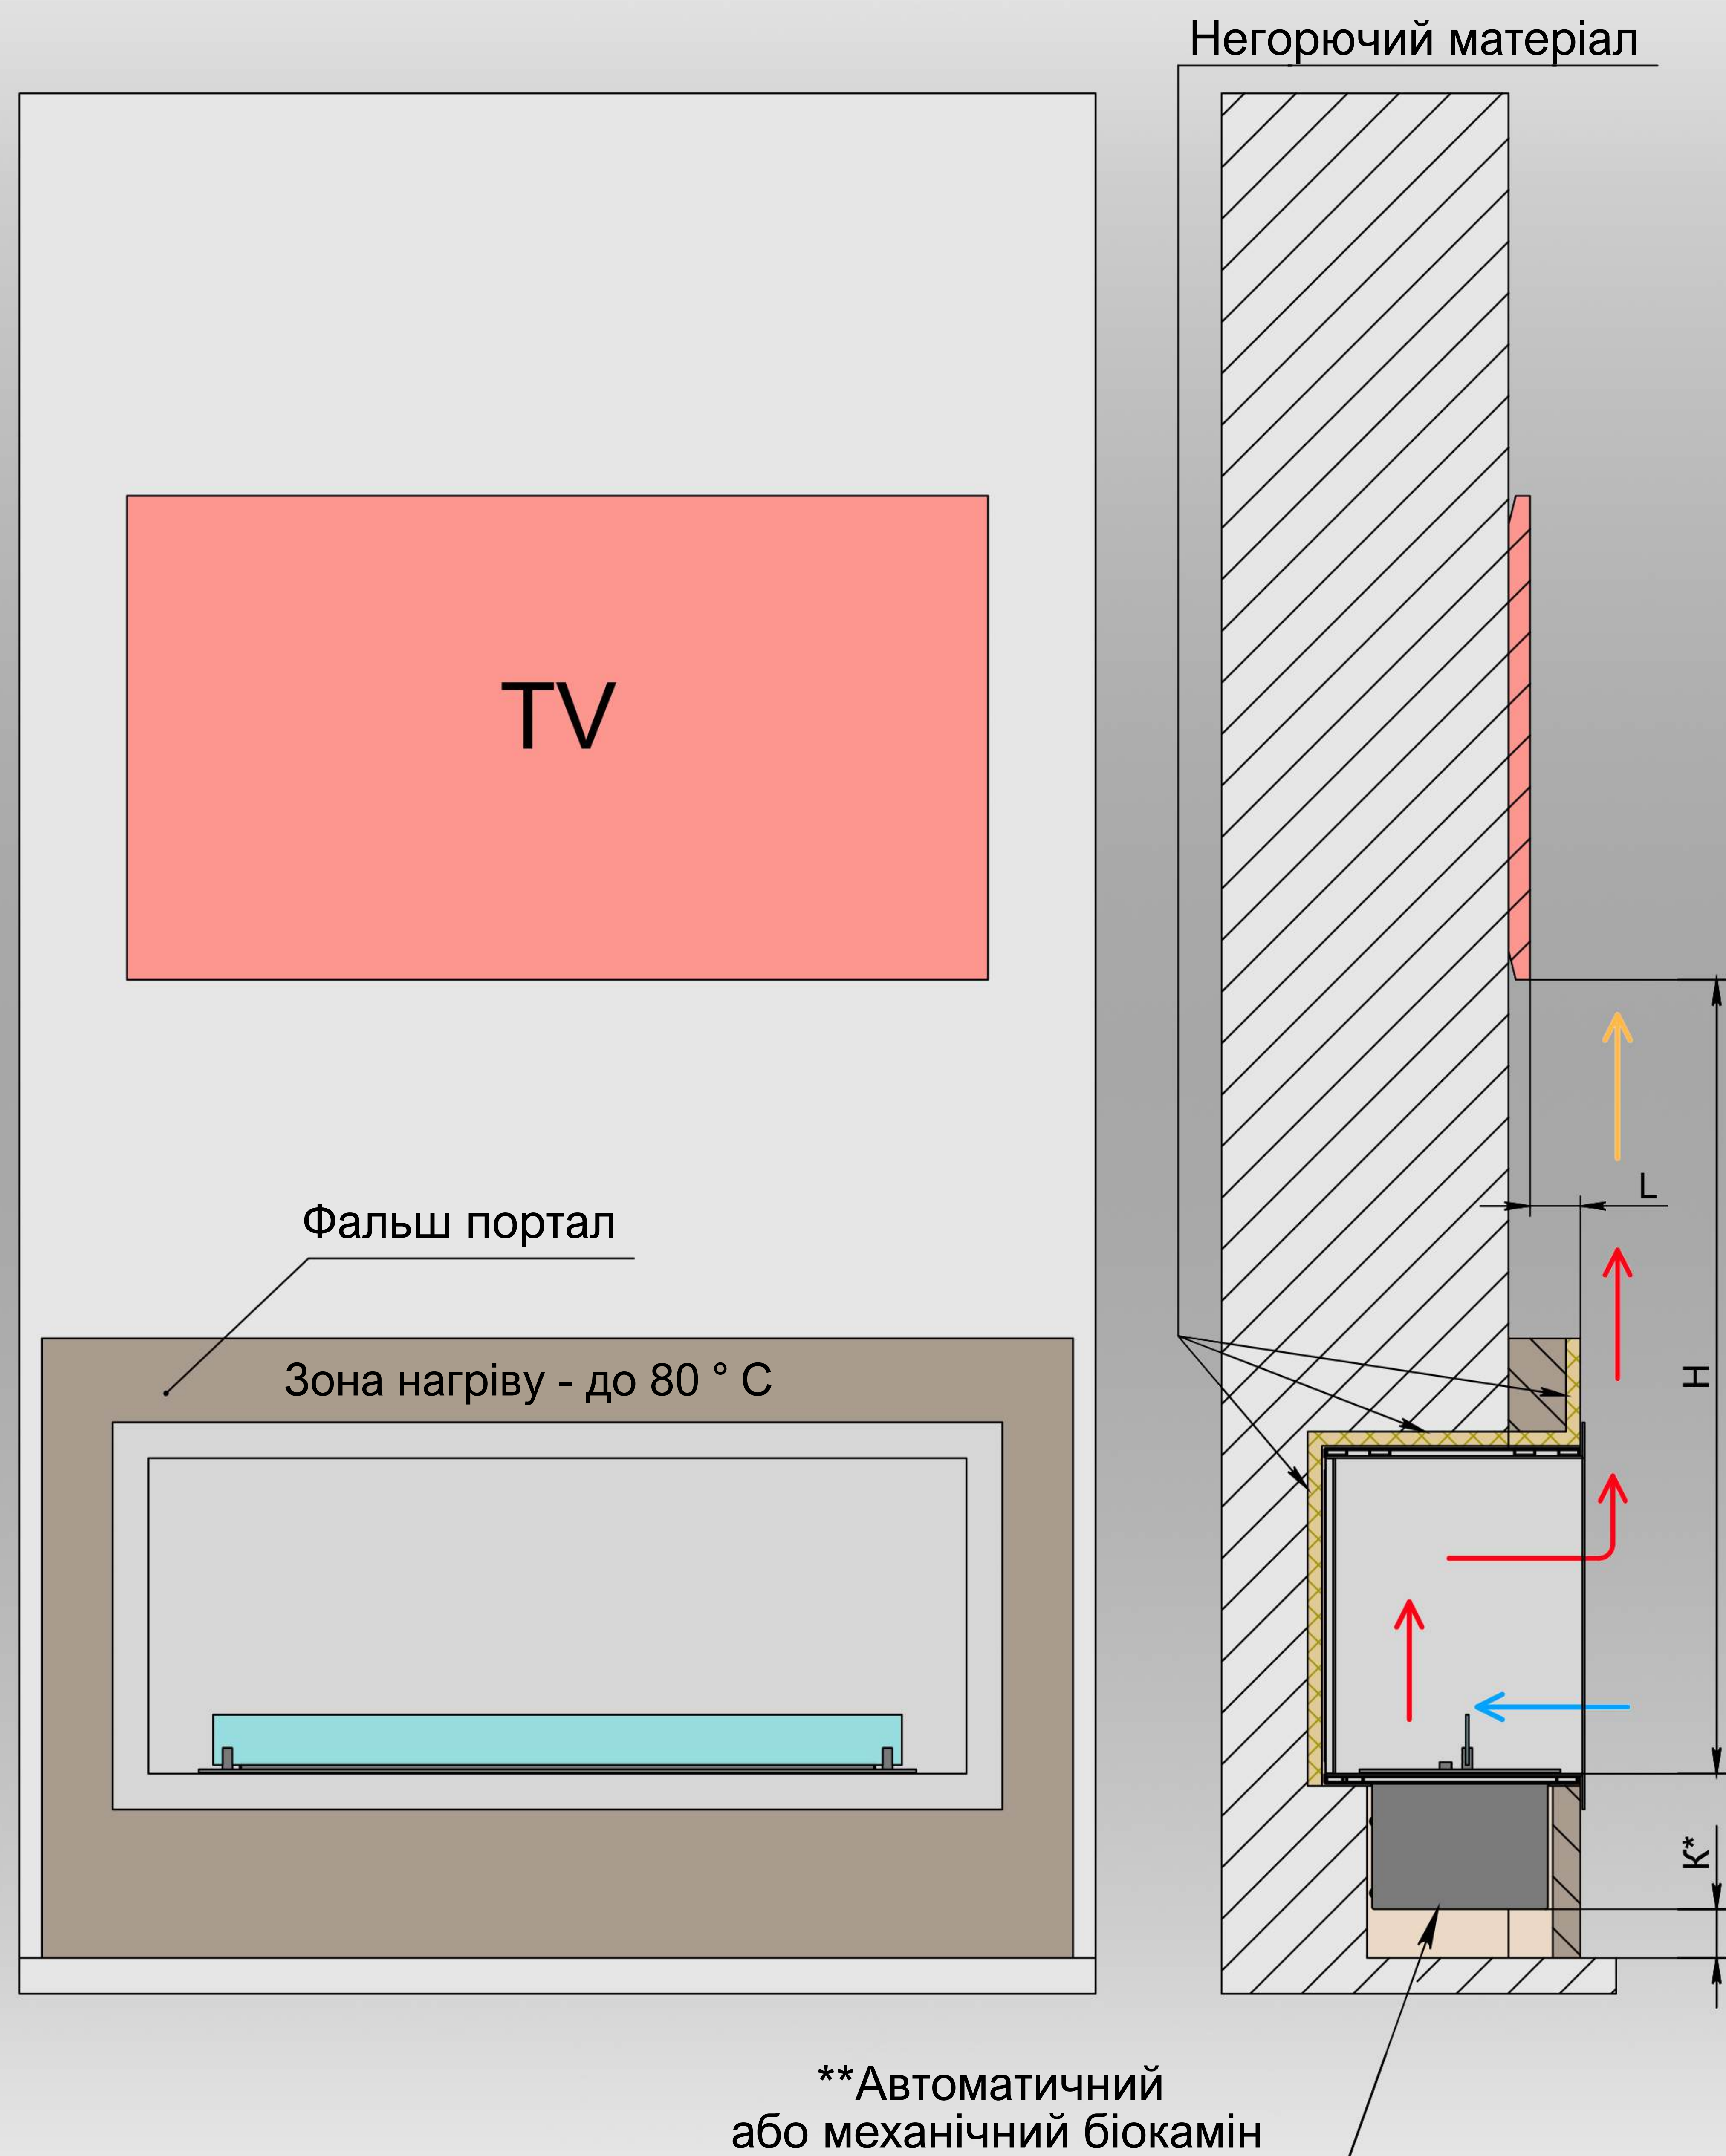 Негорючий матеріал
TV
L
Фальш портал
Зона нагріву - до 80 ° C
H
K*
**Автоматичний
або механічний біокамін